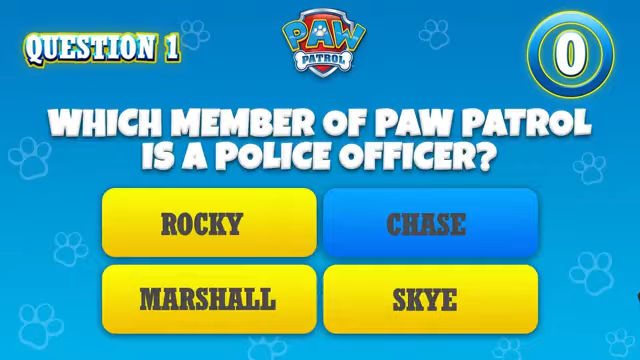 QUESTION 1
PAW
PATROL
0
WHICH MEMBER OF PAW PATROL
IS A POLICE OFFICER?
ROCKY
CHASE
MARSHALL
SKYE